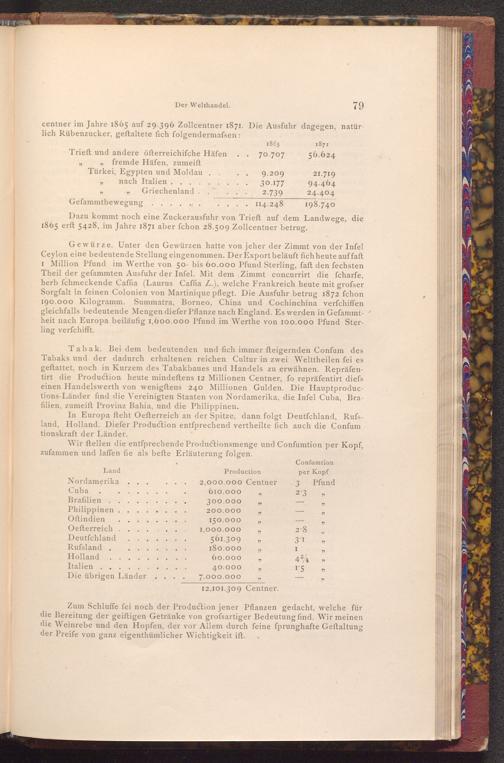 Der Welthandel. 79
centner im Jahre 1865 auf 29.396 Zollcentner 1871. Die Ausfuhr dagegen, natür-
lich Rübenzucker, geſtaltete ſich folgendermaſsen:
1865 1871
Trieſt und andere öſterreichiſche Häfen . . 70.707 56.624
„ „ fremde Häfen, zumeiſt
Türkei, Egypten und Moldau . . . . 9.209 21.719
„ nach Italien . . . . . . . . 30.177 94.464
„ „ Griechenland . . . . . . 2.739 24.404
Geſammtbewegung . . . . . . . . . 114.248 198.740
Dazu kommt noch eine Zuckerausfuhr von Trieſt auf dem Landwege, die
1865 erſt 5428, im Jahre 1871 aber ſchon 28.509 Zollcentner betrug.
Gewürze. Unter den Gewürzen hatte von jeher der Zimmt von der Inſel
Ceylon eine bedeutende Stellung eingenommen. Der Export beläuft ſich heute auf faſt
1 Million Pfund im Werthe von 50- bis 60.000 Pfund Sterling, faſt den ſechsten
Theil der geſammten Ausfuhr der Inſel. Mit dem Zimmt concurrirt die ſcharfe,
herb ſchmeckende Caſſia (Laurus Caſſia L.), welche Frankreich heute mit groſser
Sorgfalt in ſeinen Colonien von Martinique pflegt. Die Ausfuhr betrug 1872 ſchon
190.000 Kilogramm. Summatra, Borneo, China und Cochinchina verſchiffen
gleichfalls bedeutende Mengen dieſer Pflanze nach England. Es werden in Geſammt-
heit nach Europa beiläufig 1,600.000 Pfund im Werthe von 100.000 Pfund Ster-
ling verſchifft.
Tabak. Bei dem bedeutenden und ſich immer ſteigernden Conſum des
Tabaks und der dadurch erhaltenen reichen Cultur in zwei Welttheilen ſei es
geſtattet, noch in Kurzem des Tabakbaues und Handels zu erwähnen. Repräſen-
tirt die Production heute mindeſtens 12 Millionen Centner, ſo repräſentirt dieſs
einen Handelswerth von wenigſtens 240 Millionen Gulden. Die Hauptproduc-
tions-Länder ſind die Vereinigten Staaten von Nordamerika, die Inſel Cuba, Bra-
ſilien, zumeiſt Provinz Bahia, und die Philippinen.
In Europa ſteht Oeſterreich an der Spitze, dann folgt Deutſchland, Ruſs-
land, Holland. Dieſer Production entſprechend vertheilte ſich auch die Conſum
tionskraft der Länder.
Wir ſtellen die entſprechende Productionsmenge und Conſumtion per Kopf,
zuſammen und laſſen ſie als beſte Erläuterung folgen.
Conſumtion
Land Production per Kopf
Nordamerika . . . . . . 2,000.000 Centner 3 Pfund
Cuba . . . . . . . . 610.000 „ 2·3 „
Braſilien . . . . . . . 300.000 „ — „
Philippinen . . . . . . . 200.000 „ — „
Oſtindien . . . . . . . 150.000 „ — „
Oeſterreich . . . . . . . 1,000.000 „ 2·8 „
Deutſchland . . . . . . 561.309 „ 3·1 „
Ruſsland . . . . . . . . 180.000 „ 1 „
Holland . . . . . . . . 60.000 „ „
Italien . . . . . . . . 40.000 „ 1·5 „
Die übrigen Länder . . . . 7.000.000 „ — „
12,101.309 Centner.
Zum Schluſſe ſei noch der Production jener Pflanzen gedacht, welche für
die Bereitung der geiſtigen Getränke von groſsartiger Bedeutung ſind. Wir meinen
die Weinrebe und den Hopfen, der vor Allem durch ſeine ſprunghafte Geſtaltung
der Preiſe von ganz eigenthümlicher Wichtigkeit iſt.